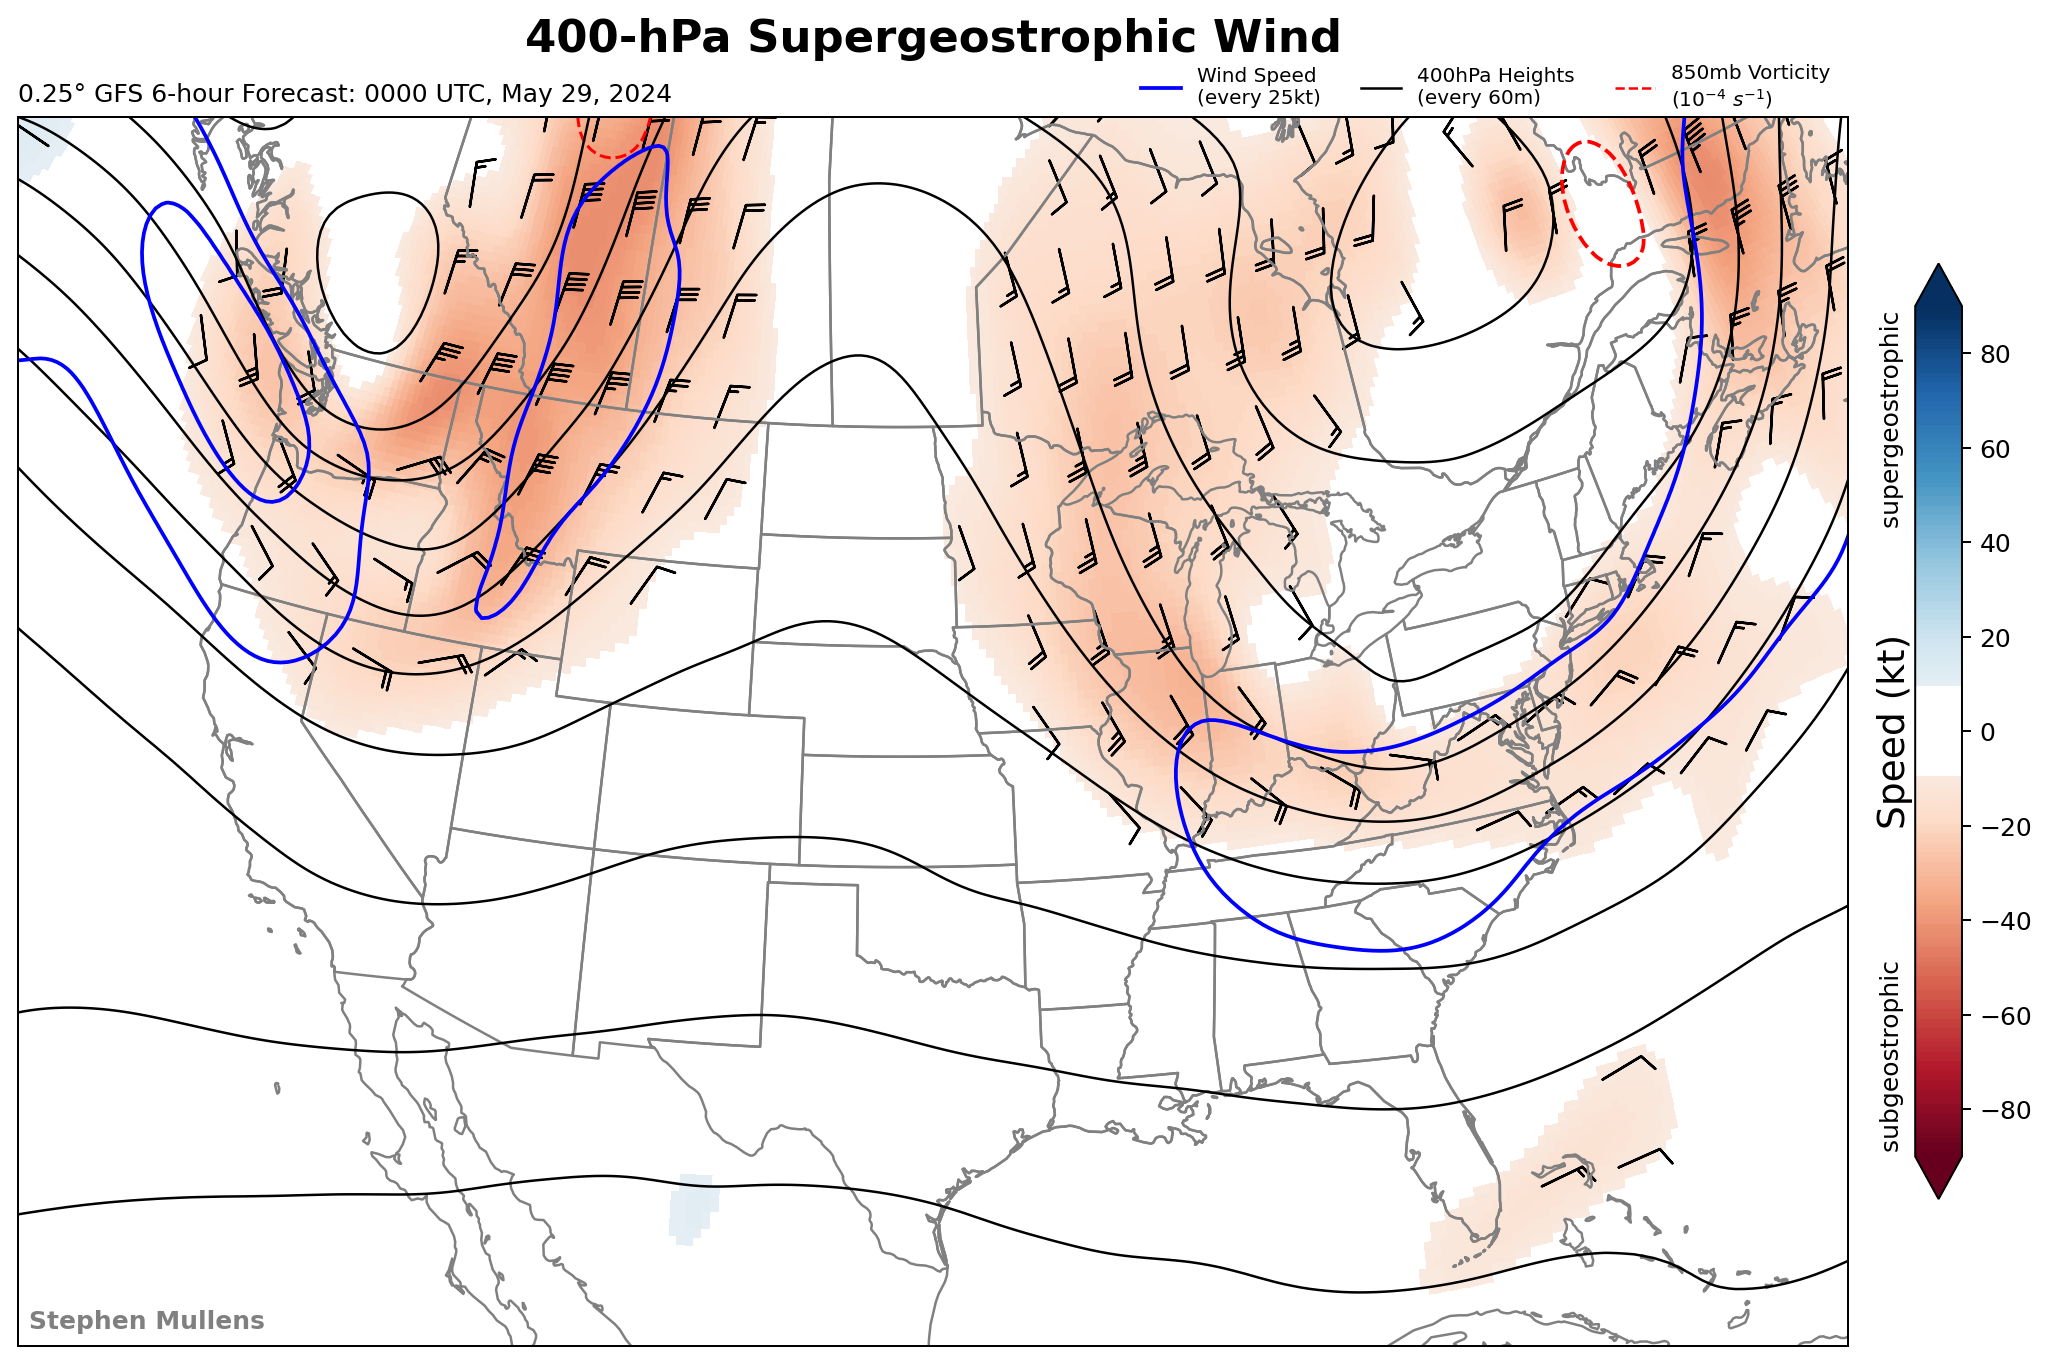 400-hPa Supergeostrophic Wind
0.25° GFS 6-hour Forecast: 0000 UTC, May 29, 2024
Wind Speed
(every 25kt)
400hPa Heights
(every 60m)
850mb Vorticity
(10⁻⁴ s⁻¹)
supergeostrophic
Speed (kt)
subgeostrophic
80
60
40
20
0
−20
−40
−60
−80
Stephen Mullens